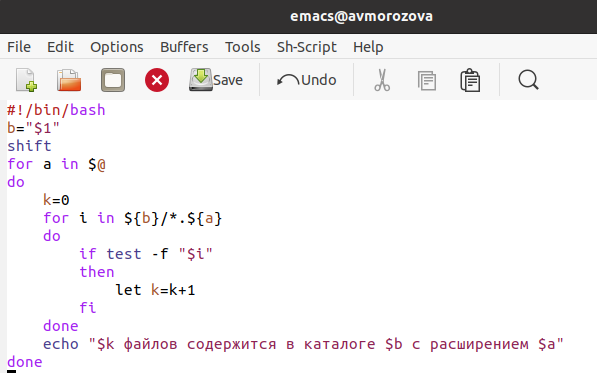 emacs@avmorozova
File Edit Options Buffers Tools Sh-Script Help
Save Undo
#!/bin/bash
b="$1"
shift
for a in $@
do
    k=0
    for i in ${b}/*.${a}
    do
        if test -f "$i"
        then
            let k=k+1
        fi
    done
    echo "$k файлов содержится в каталоге $b с расширением $a"
done